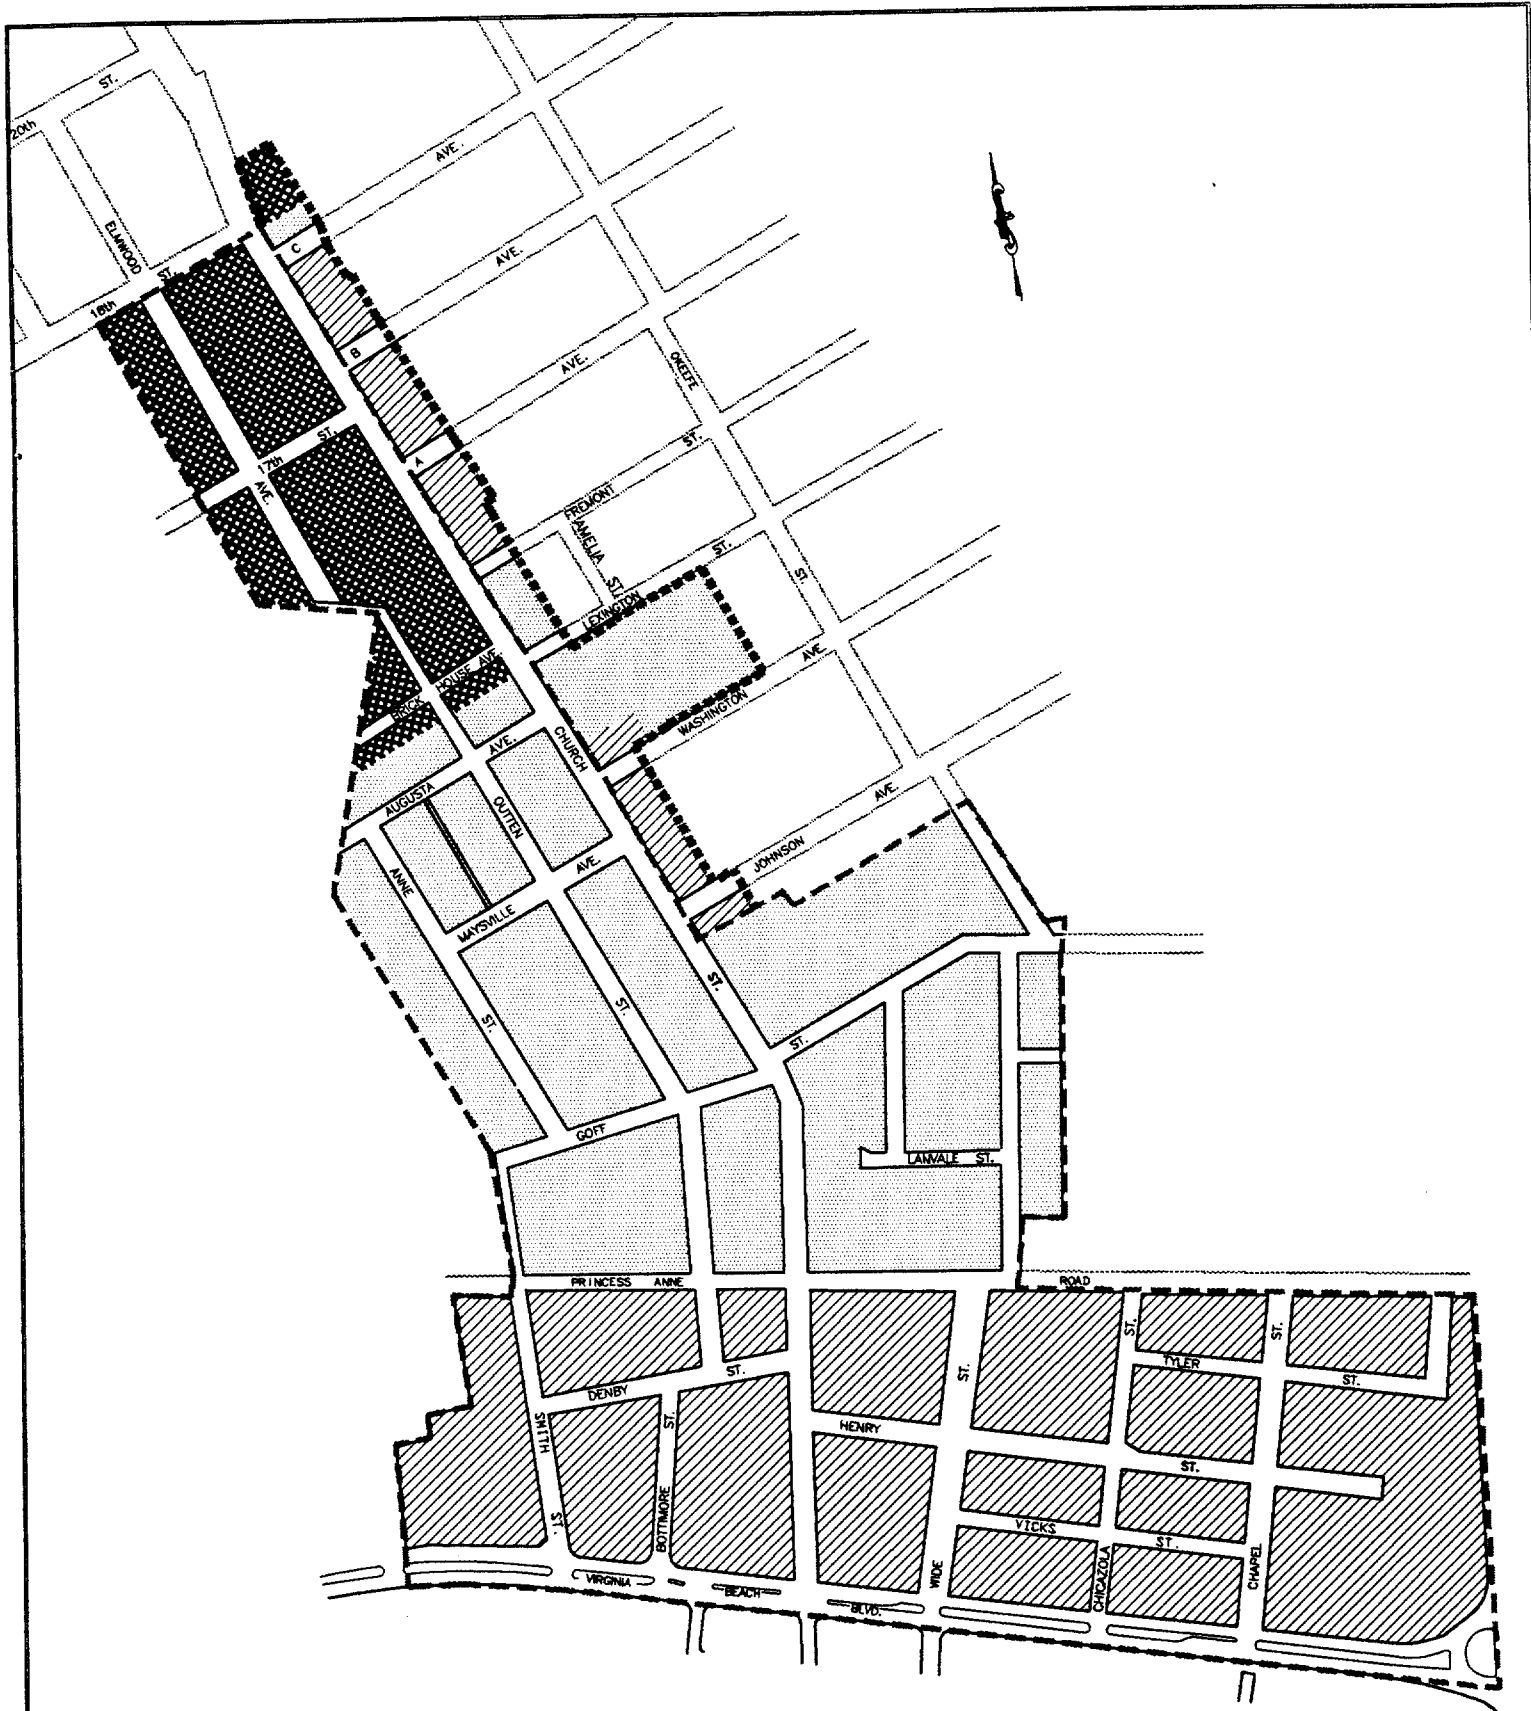 20th ST.
AVE.
ELMWOOD
18th ST.
C
AVE.
B
AVE.
OKEEFE
A
17th ST.
AVE.
ST.
FREMONT
AMELIA ST.
ST.
ST.
LEXINGTON
BRICK HOUSE AVE.
AVE.
WASHINGTON
CHURCH
AVE.
AUGUSTA
OUTTEN
AVE.
JOHNSON
AVE.
ANNE
MAYSVILLE
ST.
ST.
ST.
ST.
GOFF
LANVALE ST.
PRINCESS ANNE
ROAD
ST.
ST.
TYLER
ST.
ST.
ST.
DENBY
ST.
SMITH
HENRY
ST.
BOTTIMORE
ST.
VICKS
ST.
WIDE
CHICAZOLA
CHAPEL
VIRGINIA
BEACH
BLVD.